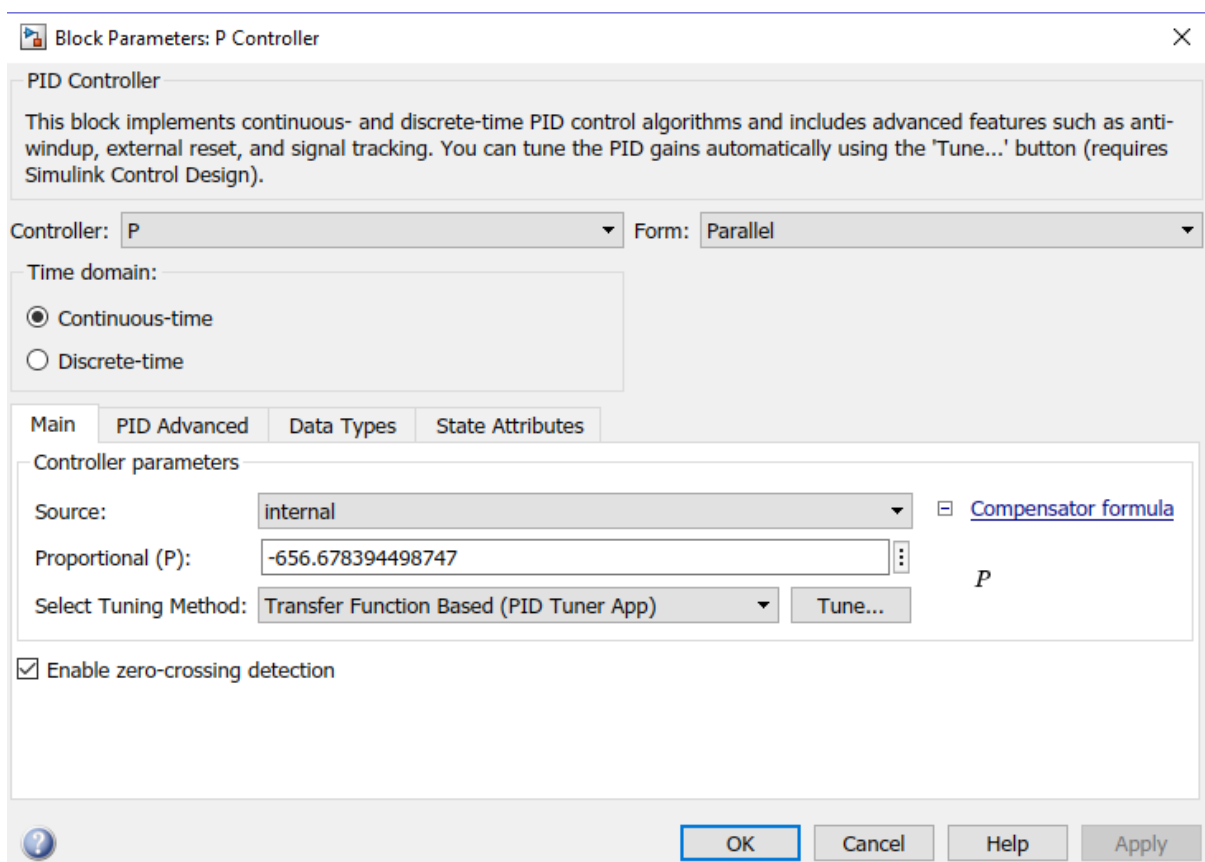 Block Parameters: P Controller
PID Controller
This block implements continuous- and discrete-time PID control algorithms and includes advanced features such as anti-
windup, external reset, and signal tracking. You can tune the PID gains automatically using the 'Tune...' button (requires
Simulink Control Design).
Controller: P Form: Parallel
Time domain:
Continuous-time
Discrete-time
Main PID Advanced Data Types State Attributes
Controller parameters
Source: internal Compensator formula
Proportional (P): -656.678394498747
P
Select Tuning Method: Transfer Function Based (PID Tuner App) Tune...
Enable zero-crossing detection
OK Cancel Help Apply